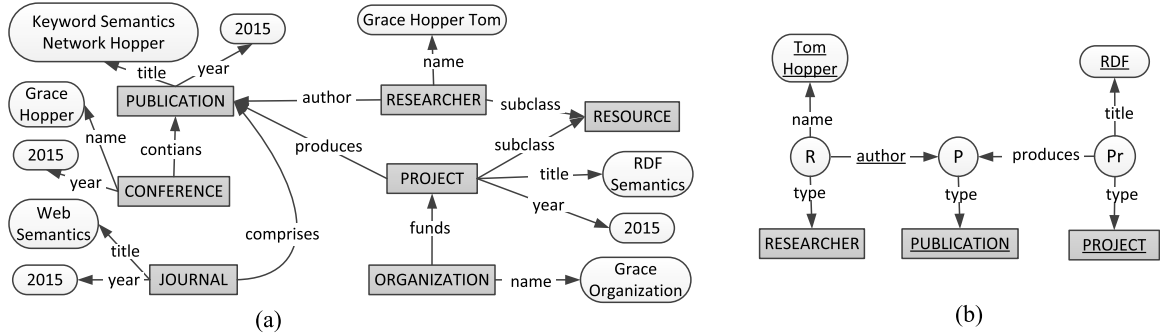 Keyword Semantics
Network Hopper
2015
title
year
Grace Hopper Tom
name
PUBLICATION
author
RESEARCHER
subclass
RESOURCE
Grace
Hopper
name
contians
2015
year
CONFERENCE
produces
subclass
PROJECT
title
RDF
Semantics
year
2015
Web
Semantics
title
2015
year
JOURNAL
comprises
funds
ORGANIZATION
name
Grace
Organization
(a)
Tom
Hopper
RDF
name
title
R
author
P
produces
Pr
type
type
type
RESEARCHER
PUBLICATION
PROJECT
(b)